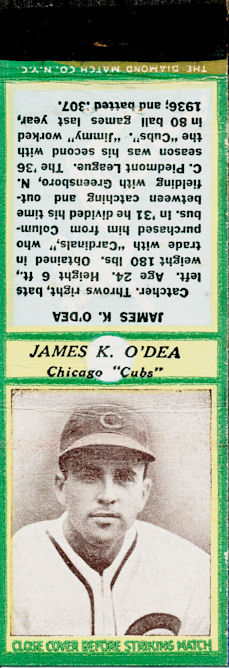 JAMES K. O'DEA
Catcher. Throws right, bats
left. Age 24. Height 6 ft.,
weight 180 lbs. Obtained in
trade with "Cardinals," who
purchased him from Colum-
bus. In '31 he divided his time
between catching and out-
fielding with Greensboro, N.
C. Piedmont League. The '36
season was his second with
the "Cubs". "Jimmy" worked
in 80 ball games last year,
1936; and batted .307.
THE DIAMOND MATCH CO. N.Y.C.
JAMES K. O'DEA
Chicago "Cubs"
C
C
CLOSE COVER BEFORE STRIKING MATCH